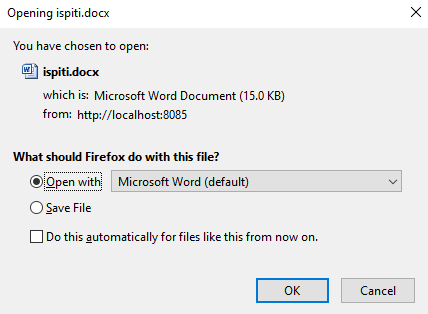 Opening ispiti.docx
You have chosen to open:
ispiti.docx
which is: Microsoft Word Document (15.0 KB)
from: http://localhost:8085
What should Firefox do with this file?
Open with Microsoft Word (default)
Save File
Do this automatically for files like this from now on.
OK Cancel